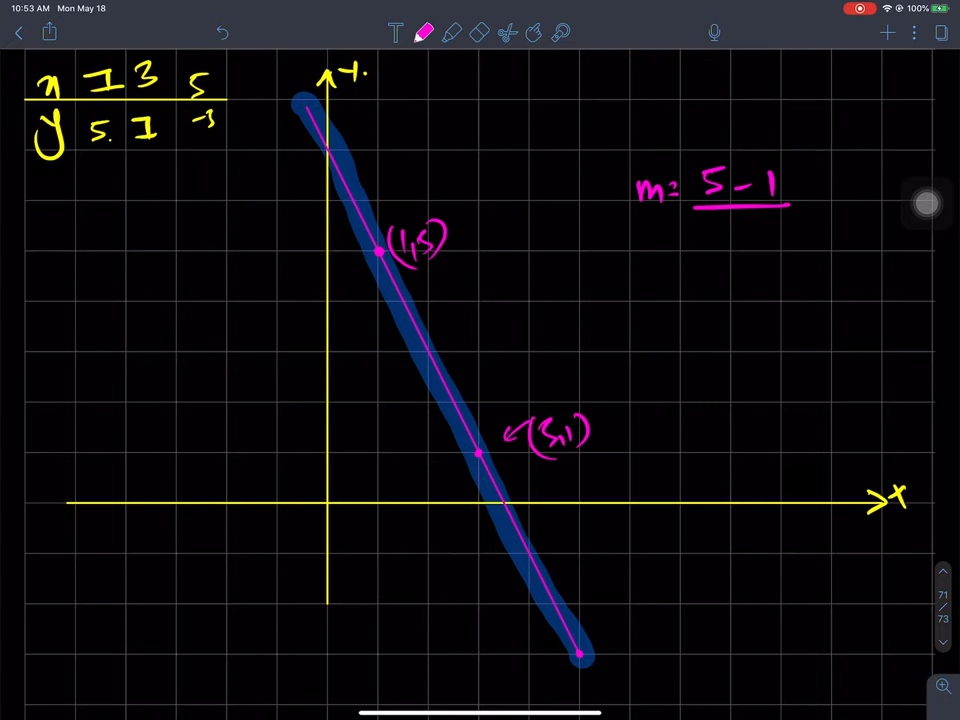 10:53 AM Mon May 18
100%
T
x 1 3 5
y 5. 1 -3
Y.
m= 5 - 1
(1,5)
(3,1)
x
71
/
73